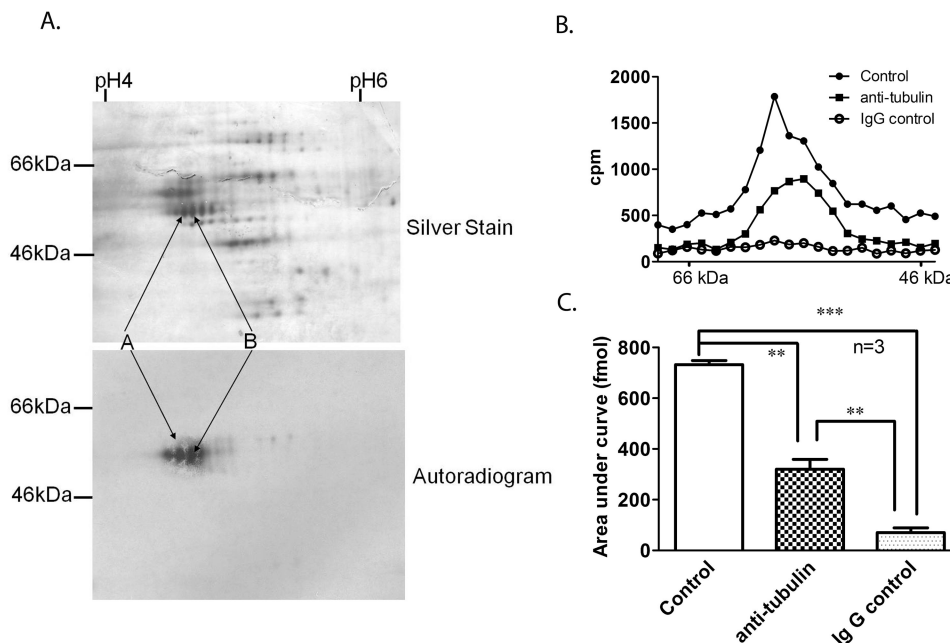 A.
pH4 pH6
66kDa
46kDa
Silver Stain
A B
66kDa
46kDa
Autoradiogram
B.
2000
1500
1000
500
0
cpm
Control
anti-tubulin
IgG control
66 kDa 46 kDa
C.
***
** n=3
**
800
600
400
200
0
Area under curve (fmol)
Control
anti-tubulin
Ig G control